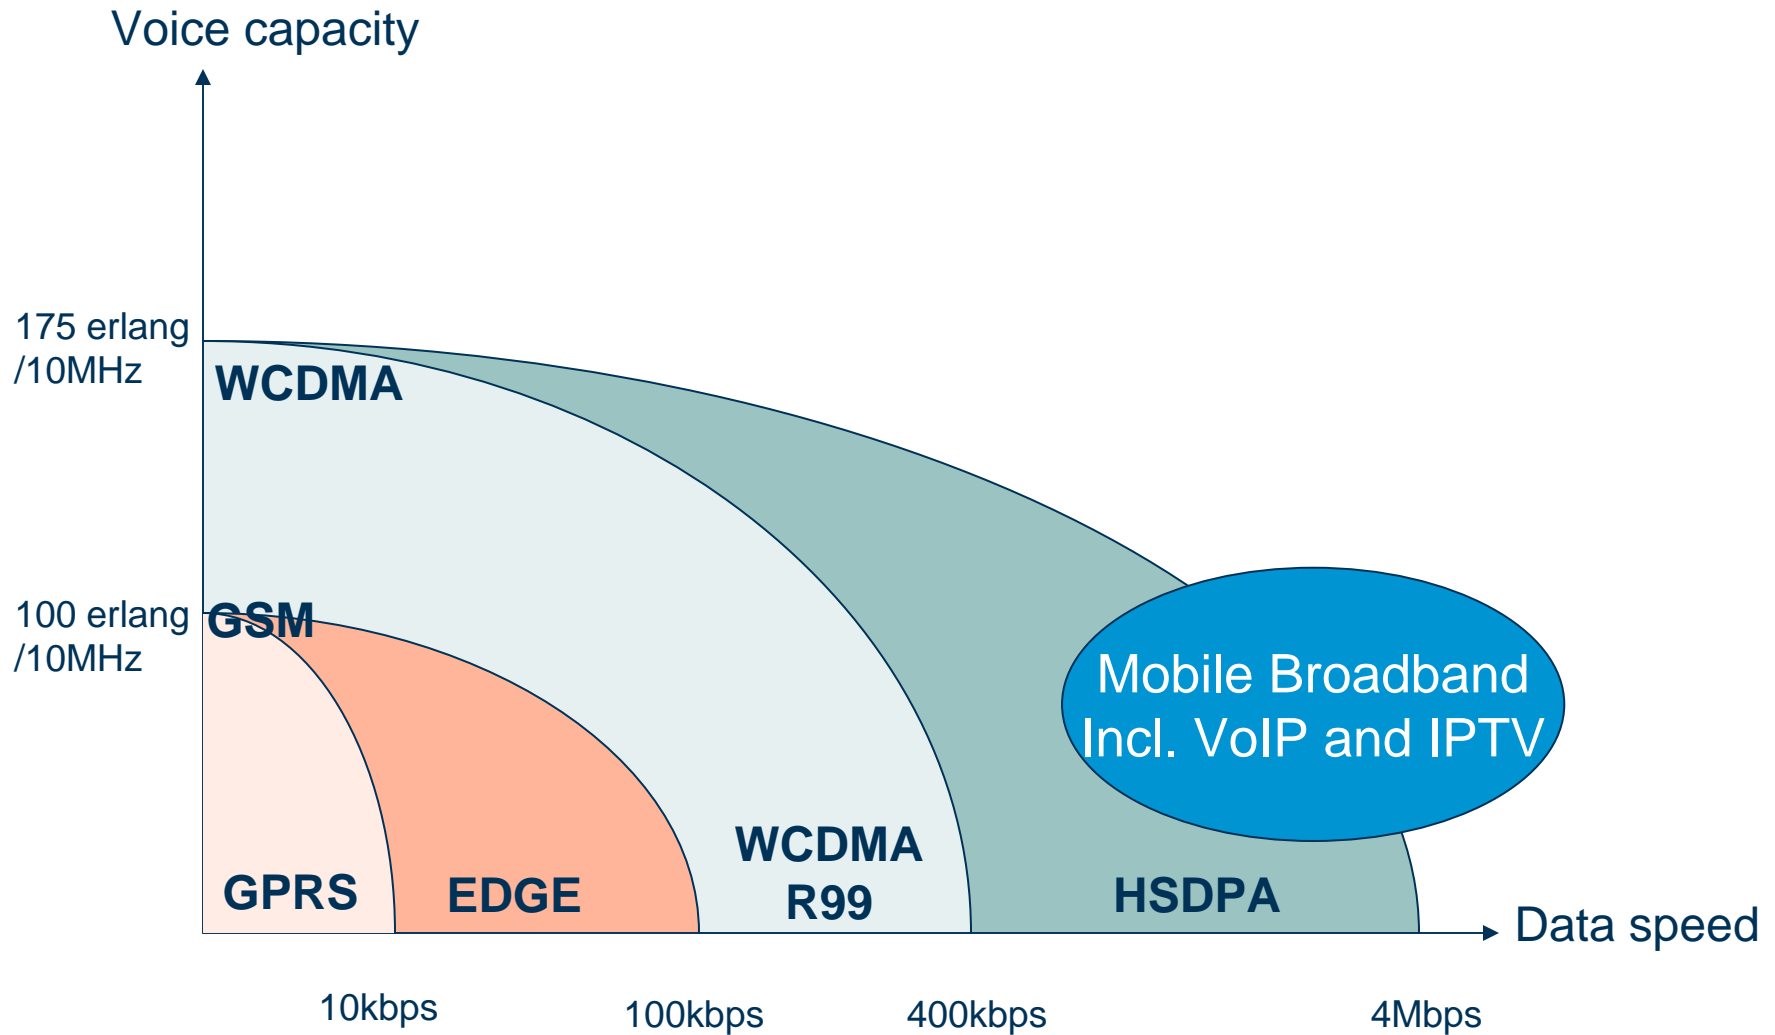 Voice capacity
175 erlang
/10MHz
WCDMA
100 erlang
/10MHz
GSM
Mobile Broadband
Incl. VoIP and IPTV
GPRS
EDGE
WCDMA
R99
HSDPA
Data speed
10kbps
100kbps
400kbps
4Mbps